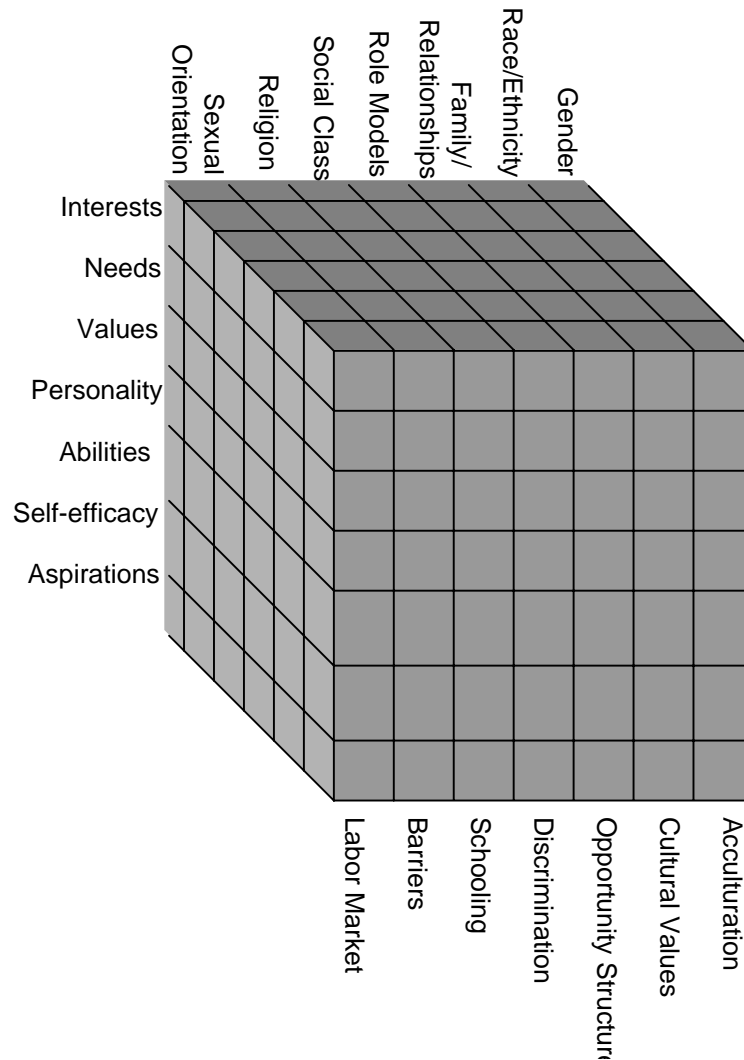 Sexual
Orientation
Religion
Social Class
Role Models
Family/
Relationships
Race/Ethnicity
Gender
Interests
Needs
Values
Personality
Abilities
Self-efficacy
Aspirations
Labor Market
Barriers
Schooling
Discrimination
Opportunity Structure
Cultural Values
Acculturation